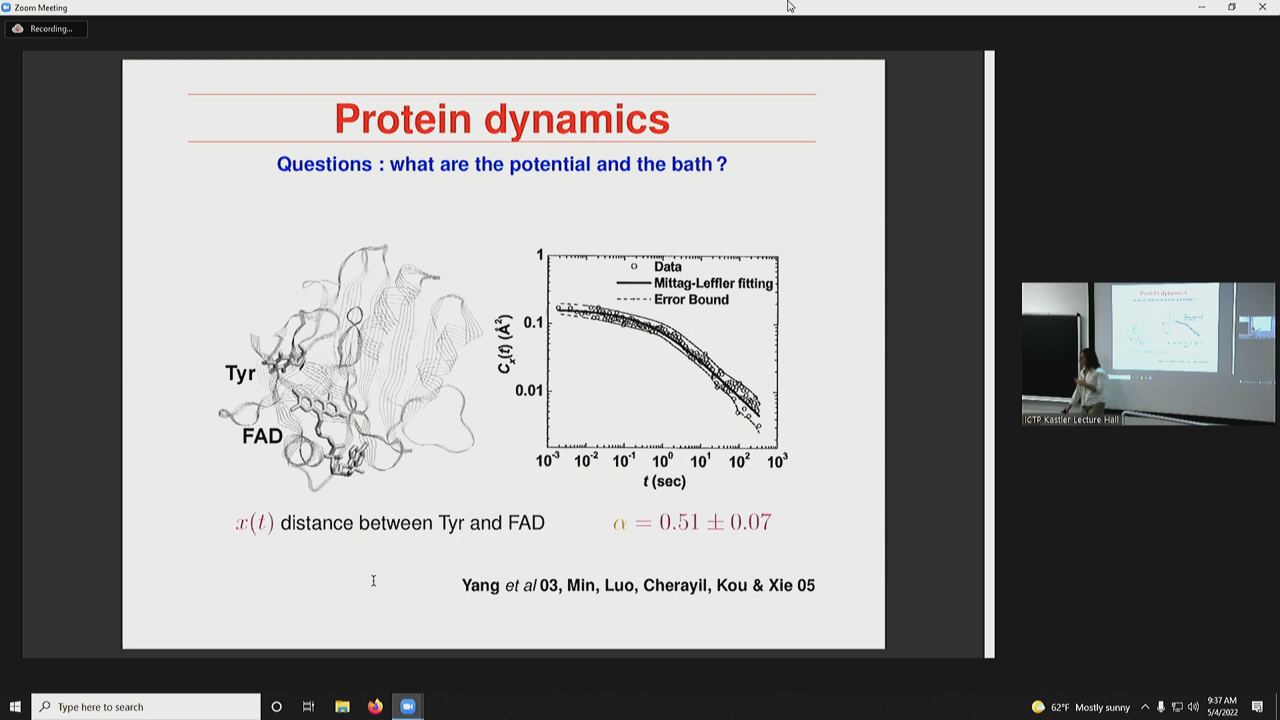 Zoom Meeting
Recording...
Protein dynamics
Questions : what are the potential and the bath ?
Tyr
FAD
1
0.1
0.01
Cₓ(t) (Å²)
Data
Mittag-Leffler fitting
Error Bound
10⁻³ 10⁻² 10⁻¹ 10⁰ 10¹ 10² 10³
t (sec)
x(t) distance between Tyr and FAD
α = 0.51 ± 0.07
Yang et al 03, Min, Luo, Cherayil, Kou & Xie 05
Protein dynamics
ICTP Kastler Lecture Hall
Type here to search
62°F Mostly sunny
9:37 AM
5/4/2022